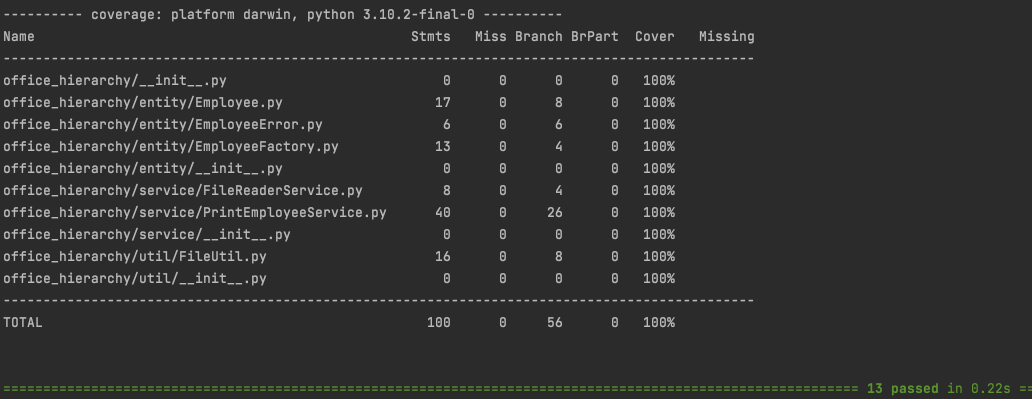 ---------- coverage: platform darwin, python 3.10.2-final-0 ----------
Name                                               Stmts   Miss Branch BrPart  Cover   Missing
----------------------------------------------------------------------------------------------
office_hierarchy/__init__.py                           0      0      0      0   100%
office_hierarchy/entity/Employee.py                   17      0      8      0   100%
office_hierarchy/entity/EmployeeError.py               6      0      6      0   100%
office_hierarchy/entity/EmployeeFactory.py            13      0      4      0   100%
office_hierarchy/entity/__init__.py                    0      0      0      0   100%
office_hierarchy/service/FileReaderService.py          8      0      4      0   100%
office_hierarchy/service/PrintEmployeeService.py      40      0     26      0   100%
office_hierarchy/service/__init__.py                   0      0      0      0   100%
office_hierarchy/util/FileUtil.py                     16      0      8      0   100%
office_hierarchy/util/__init__.py                      0      0      0      0   100%
----------------------------------------------------------------------------------------------
TOTAL                                                100      0     56      0   100%
=========================================================================================================== 13 passed in 0.22s ==